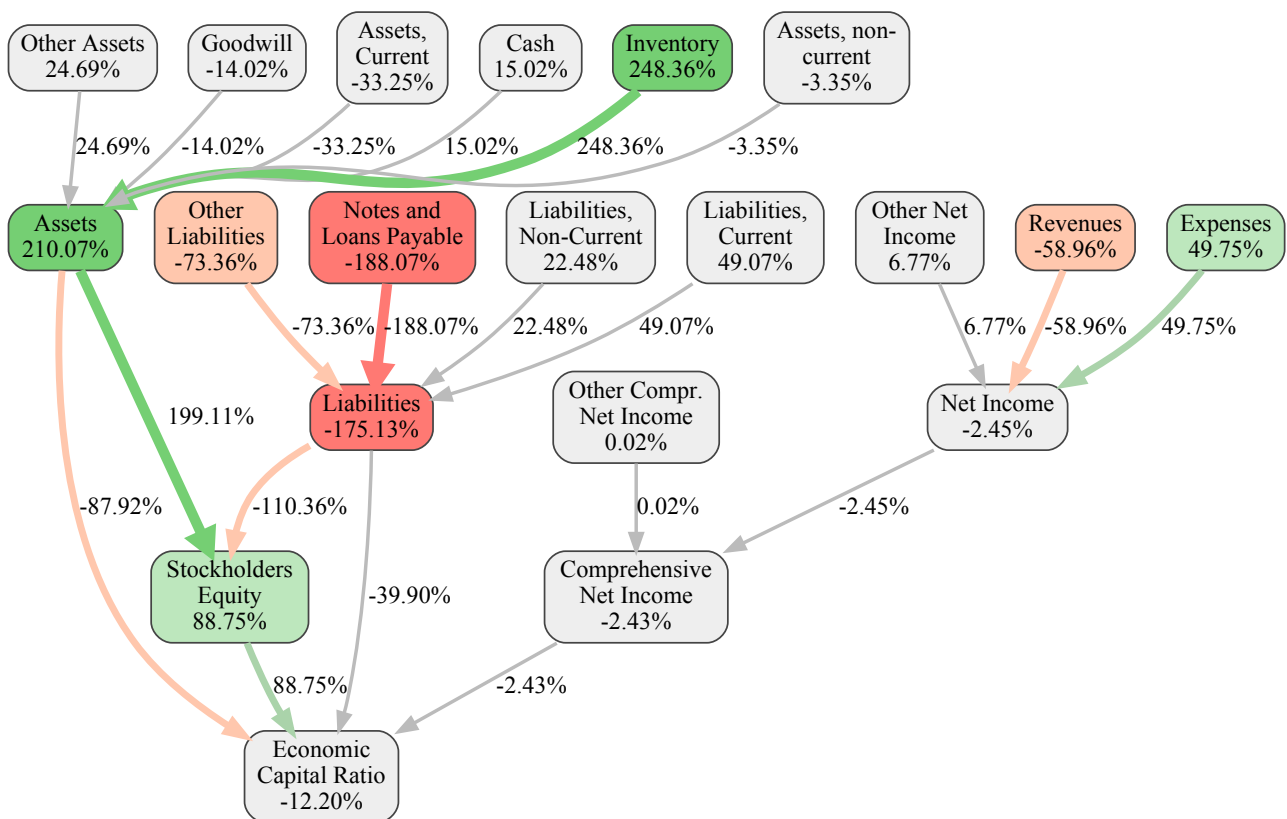 Other Assets
24.69%
Goodwill
-14.02%
Assets,
Current
-33.25%
Cash
15.02%
Inventory
248.36%
Assets, non-
current
-3.35%
24.69%
-14.02%
-33.25%
15.02%
248.36%
-3.35%
Assets
210.07%
Other
Liabilities
-73.36%
Notes and
Loans Payable
-188.07%
Liabilities,
Non-Current
22.48%
Liabilities,
Current
49.07%
Other Net
Income
6.77%
Revenues
-58.96%
Expenses
49.75%
-73.36%
-188.07%
22.48%
49.07%
6.77%
-58.96%
49.75%
Liabilities
-175.13%
Other Compr.
Net Income
0.02%
Net Income
-2.45%
199.11%
-87.92%
-110.36%
0.02%
-2.45%
Stockholders
Equity
88.75%
-39.90%
Comprehensive
Net Income
-2.43%
88.75%
-2.43%
Economic
Capital Ratio
-12.20%